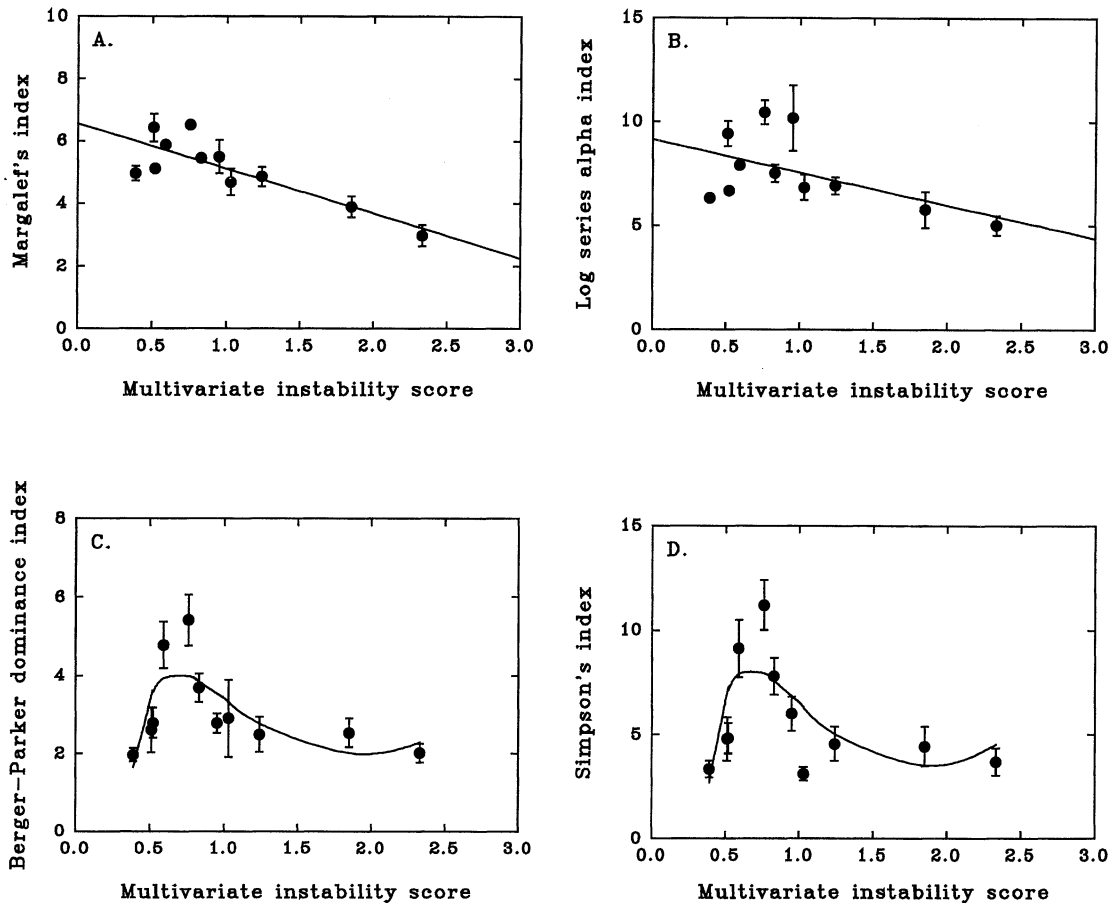 A.
Margalef's index
10
8
6
4
2
0
0.0 0.5 1.0 1.5 2.0 2.5 3.0
Multivariate instability score
B.
Log series alpha index
15
10
5
0
0.0 0.5 1.0 1.5 2.0 2.5 3.0
Multivariate instability score
C.
Berger-Parker dominance index
8
6
4
2
0
0.0 0.5 1.0 1.5 2.0 2.5 3.0
Multivariate instability score
D.
Simpson's index
15
10
5
0
0.0 0.5 1.0 1.5 2.0 2.5 3.0
Multivariate instability score